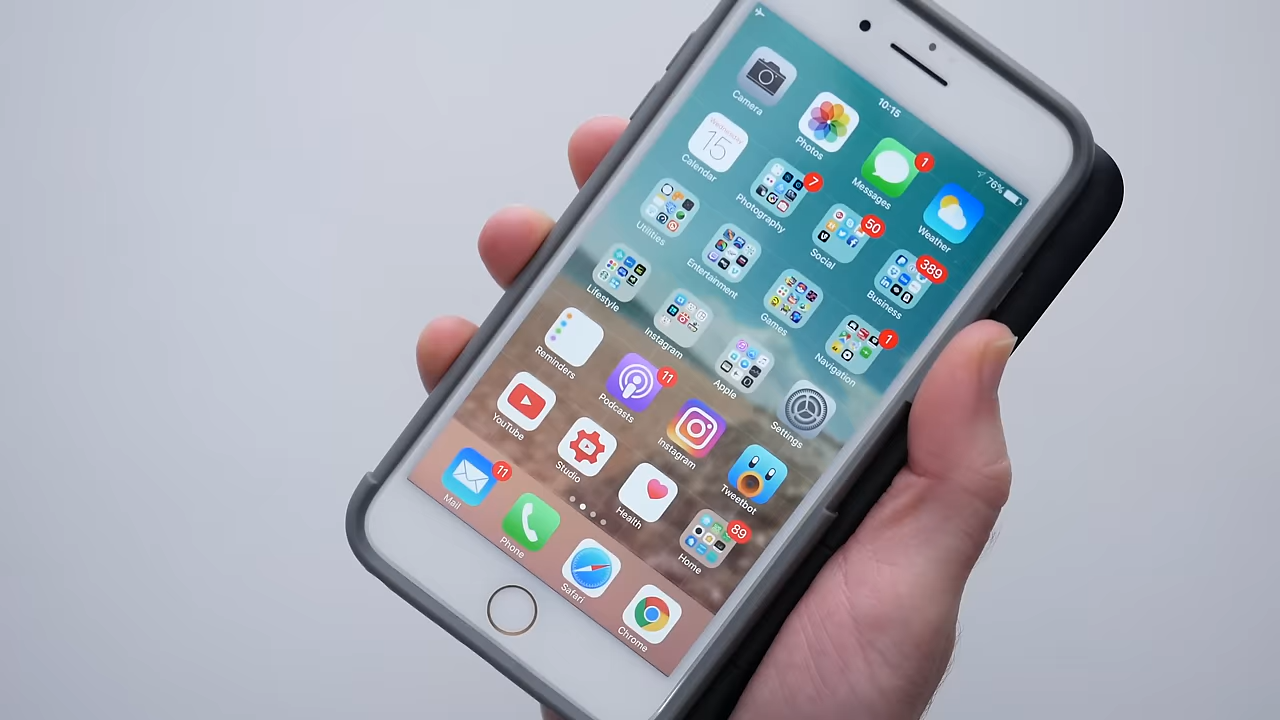 10:15
76%
Camera
Photos
1
Messages
Weather
Wednesday
15
Calendar
7
Photography
50
Social
389
Business
Utilities
Entertainment
Games
1
Navigation
Lifestyle
Instagram
Apple
Settings
Reminders
11
Podcasts
Instagram
Tweetbot
YouTube
Studio
Health
89
Home
11
Mail
Phone
Safari
Chrome